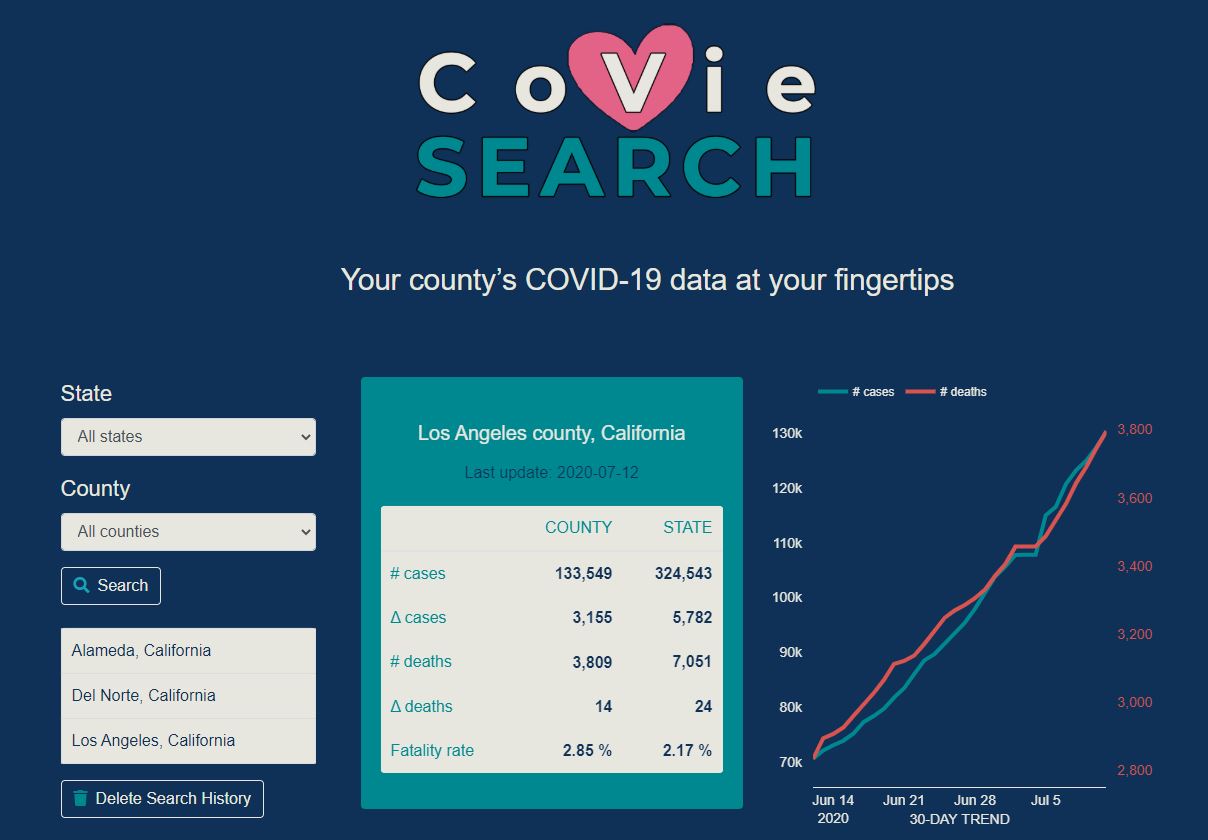 CoVie
SEARCH
Your county’s COVID-19 data at your fingertips
State
All states
County
All counties
Search
Alameda, California
Del Norte, California
Los Angeles, California
Delete Search History
Los Angeles county, California
Last update: 2020-07-12
COUNTY STATE
# cases 133,549 324,543
Δ cases 3,155 5,782
# deaths 3,809 7,051
Δ deaths 14 24
Fatality rate 2.85 % 2.17 %
# cases # deaths
130k 3,800
120k 3,600
110k 3,400
100k 3,200
90k 3,000
80k 2,800
70k
Jun 14 Jun 21 Jun 28 Jul 5
2020 30-DAY TREND